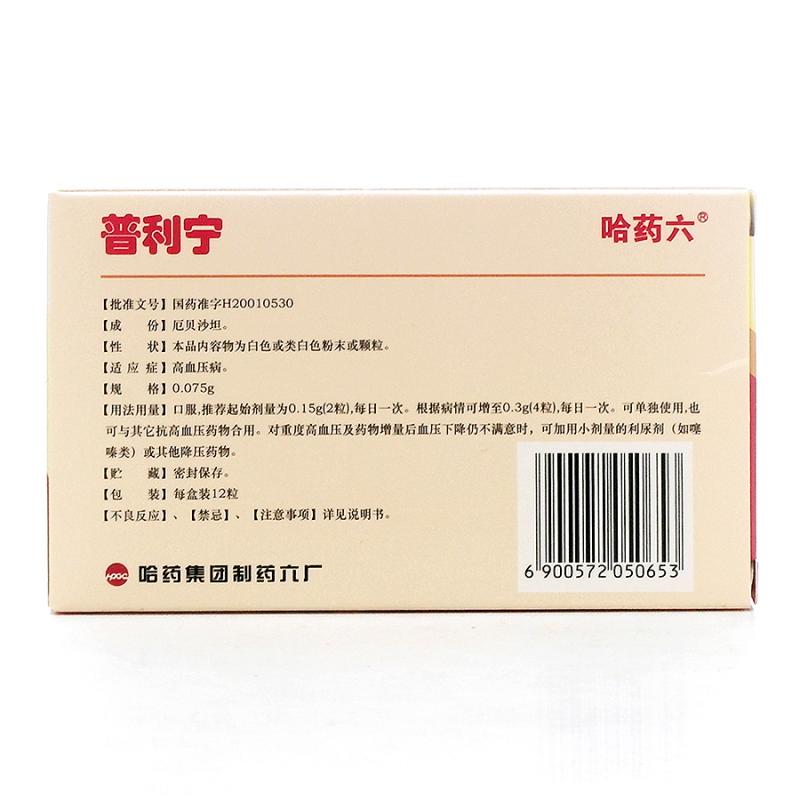 普利宁
哈药六®
【批准文号】国药准字H20010530
【成　　份】厄贝沙坦。
【性　　状】本品内容物为白色或类白色粉末或颗粒。
【适 应 症】高血压病。
【规　　格】0.075g
【用法用量】口服,推荐起始剂量为0.15g(2粒),每日一次。根据病情可增至0.3g(4粒),每日一次。可单独使用,也
可与其它抗高血压药物合用。对重度高血压及药物增量后血压下降仍不满意时,可加用小剂量的利尿剂（如噻
嗪类）或其他降压药物。
【贮　　藏】密封保存。
【包　　装】每盒装12粒
【不良反应】、【禁忌】、【注意事项】详见说明书。
HPGC 哈药集团制药六厂
6 900572 050653